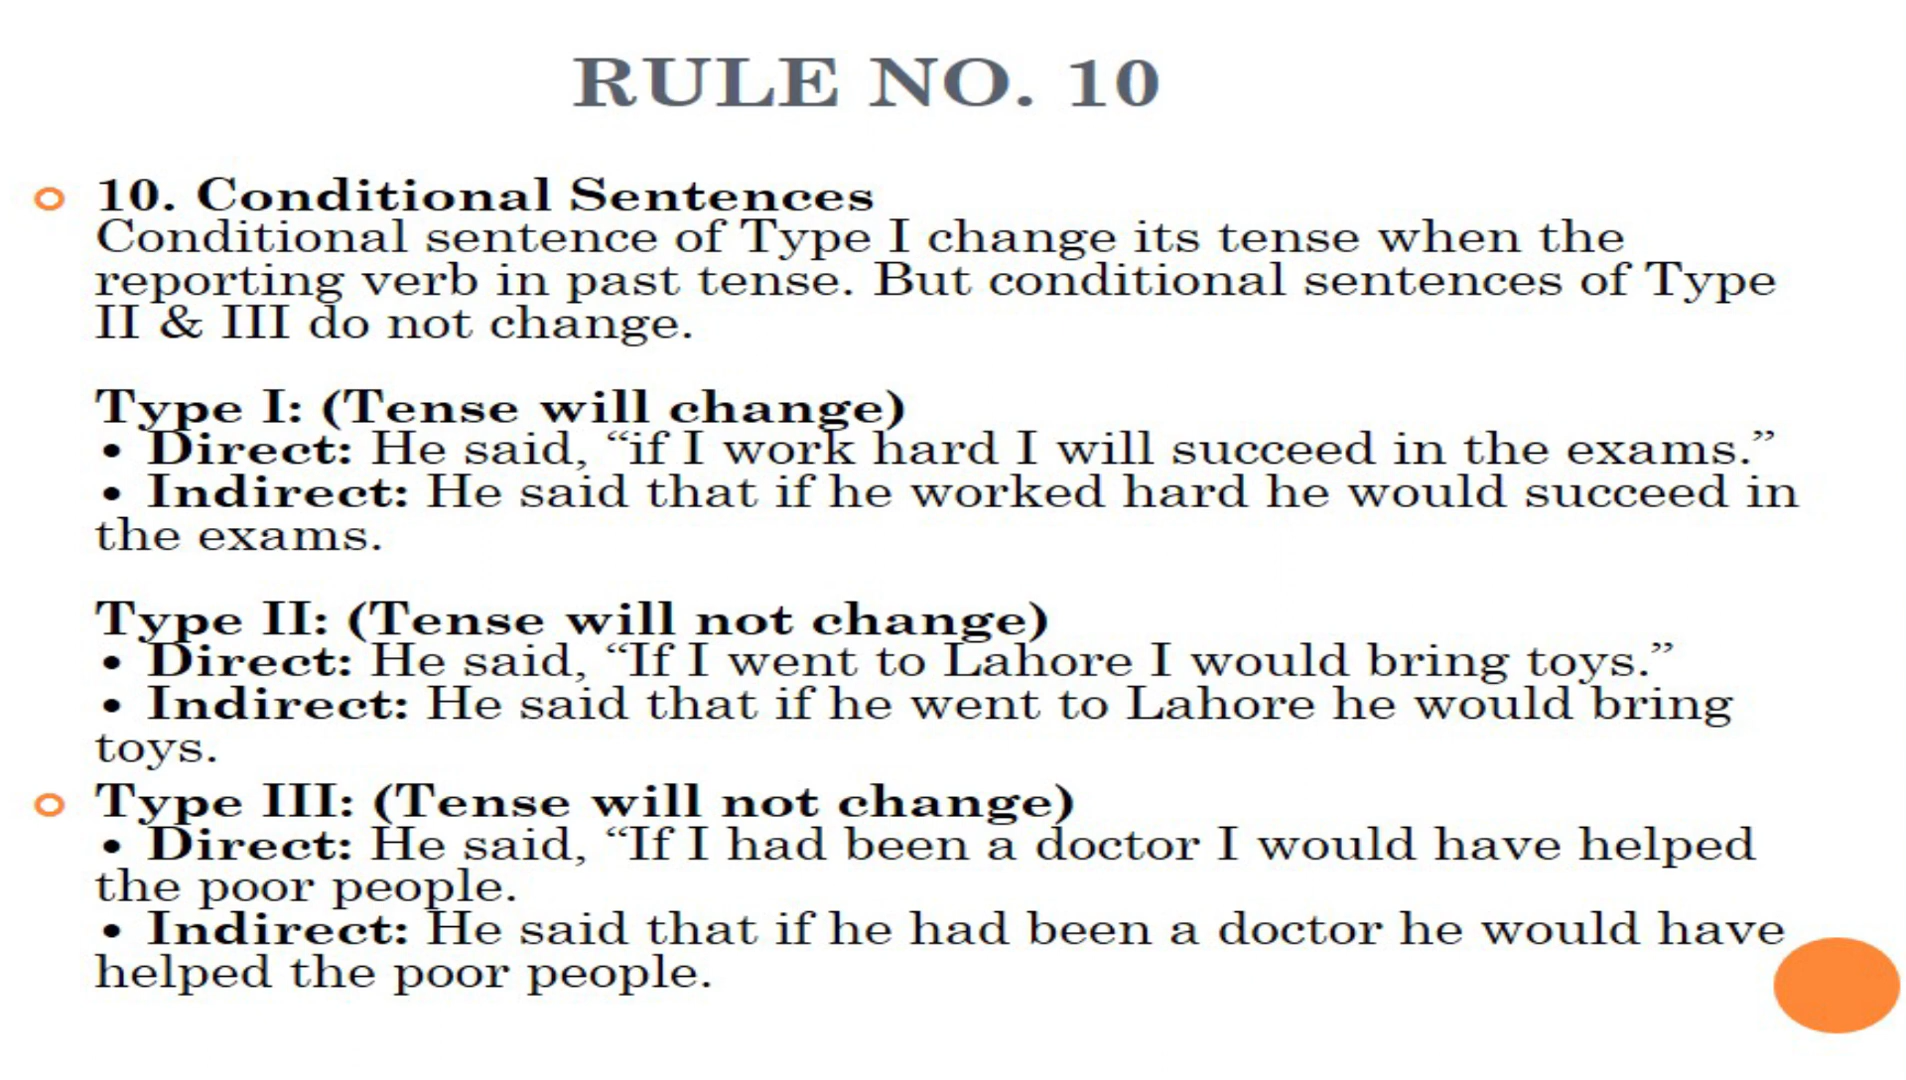 RULE NO. 10
10. Conditional Sentences
Conditional sentence of Type I change its tense when the
reporting verb in past tense. But conditional sentences of Type
II & III do not change.
Type I: (Tense will change)
• Direct: He said, “if I work hard I will succeed in the exams.”
• Indirect: He said that if he worked hard he would succeed in
the exams.
Type II: (Tense will not change)
• Direct: He said, “If I went to Lahore I would bring toys.”
• Indirect: He said that if he went to Lahore he would bring
toys.
Type III: (Tense will not change)
• Direct: He said, “If I had been a doctor I would have helped
the poor people.
• Indirect: He said that if he had been a doctor he would have
helped the poor people.